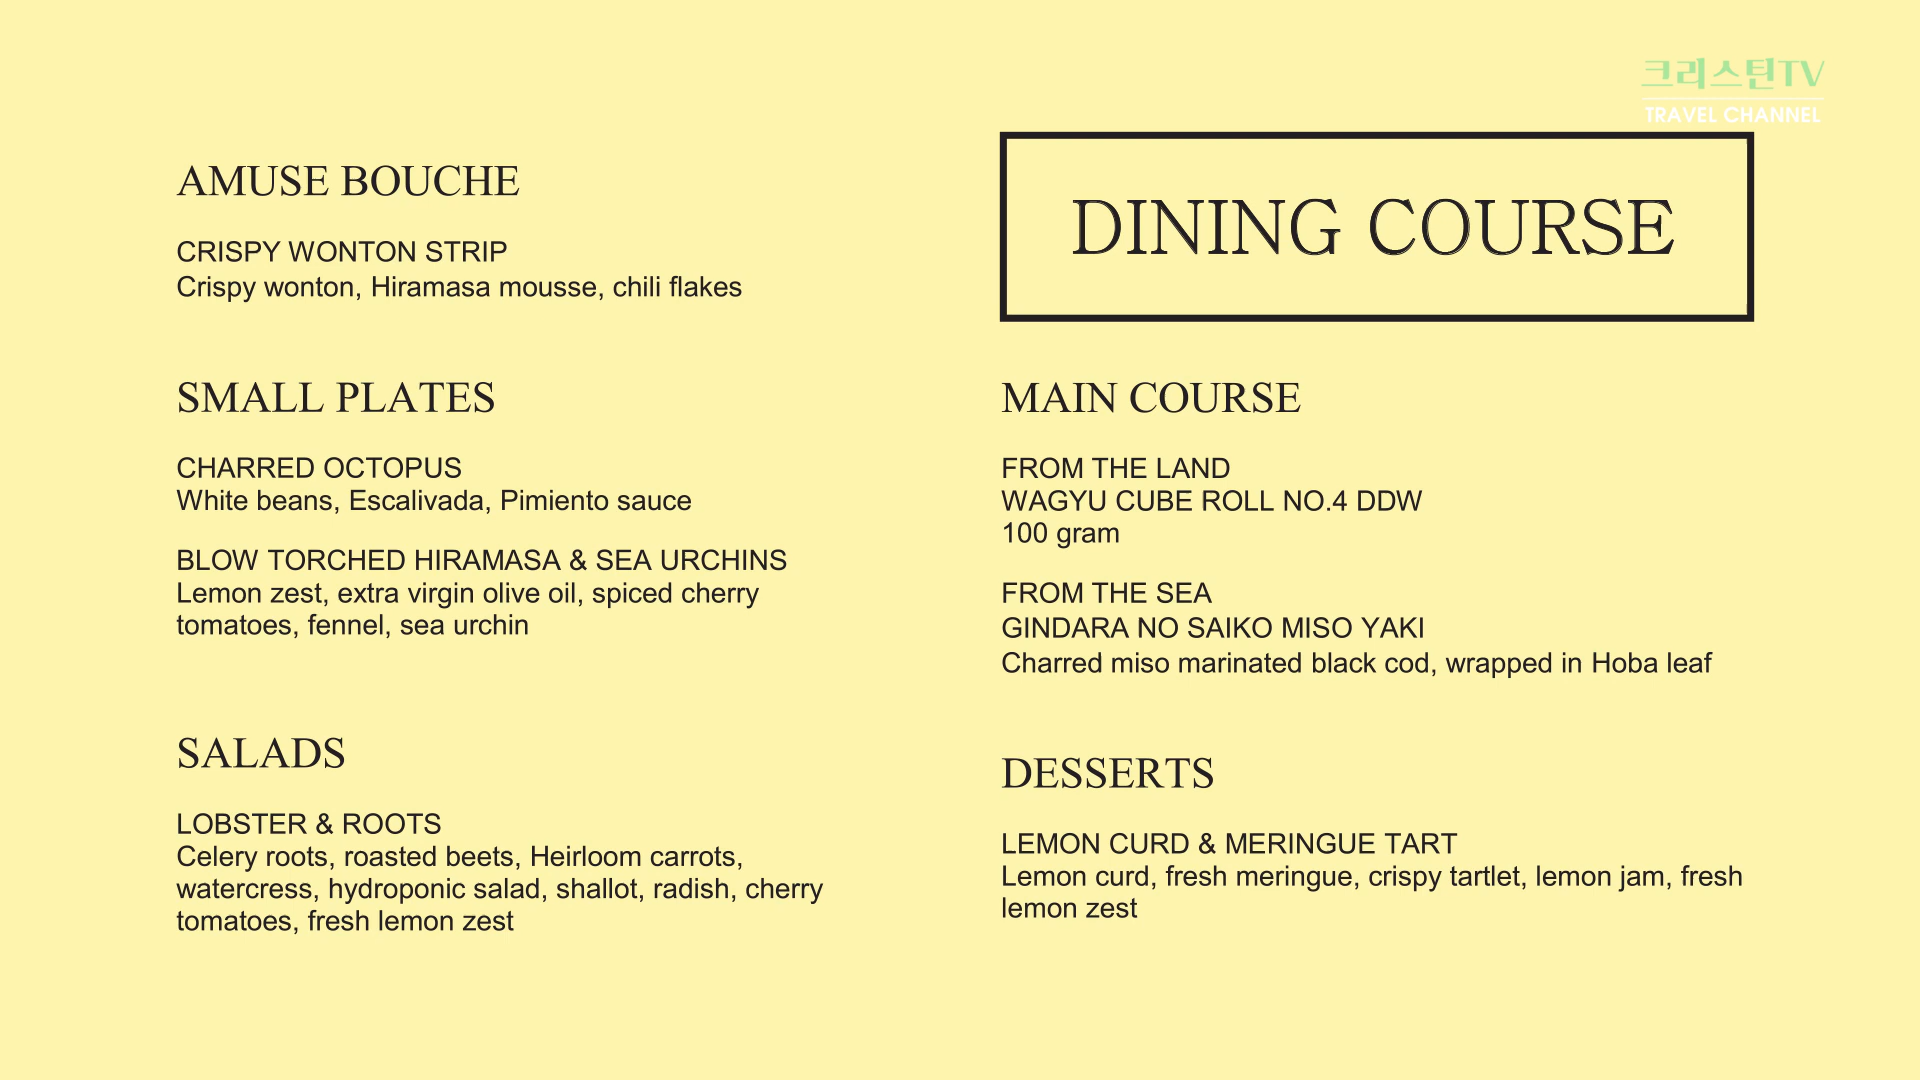 크리스틴TV
TRAVEL CHANNEL
DINING COURSE
AMUSE BOUCHE
CRISPY WONTON STRIP
Crispy wonton, Hiramasa mousse, chili flakes
SMALL PLATES
CHARRED OCTOPUS
White beans, Escalivada, Pimiento sauce
BLOW TORCHED HIRAMASA & SEA URCHINS
Lemon zest, extra virgin olive oil, spiced cherry
tomatoes, fennel, sea urchin
SALADS
LOBSTER & ROOTS
Celery roots, roasted beets, Heirloom carrots,
watercress, hydroponic salad, shallot, radish, cherry
tomatoes, fresh lemon zest
MAIN COURSE
FROM THE LAND
WAGYU CUBE ROLL NO.4 DDW
100 gram
FROM THE SEA
GINDARA NO SAIKO MISO YAKI
Charred miso marinated black cod, wrapped in Hoba leaf
DESSERTS
LEMON CURD & MERINGUE TART
Lemon curd, fresh meringue, crispy tartlet, lemon jam, fresh
lemon zest